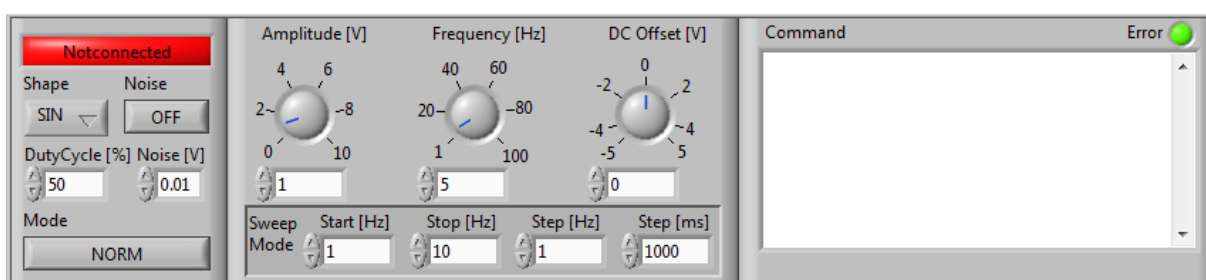 Notconnected
Shape Noise
SIN OFF
DutyCycle [%] Noise [V]
50 0.01
Mode
NORM
Amplitude [V]
4 6
2 8
0 10
1
Frequency [Hz]
40 60
20 80
1 100
5
DC Offset [V]
0
-2 2
-4 4
-5 5
0
Sweep Mode
Start [Hz] Stop [Hz] Step [Hz] Step [ms]
1 10 1 1000
Command Error